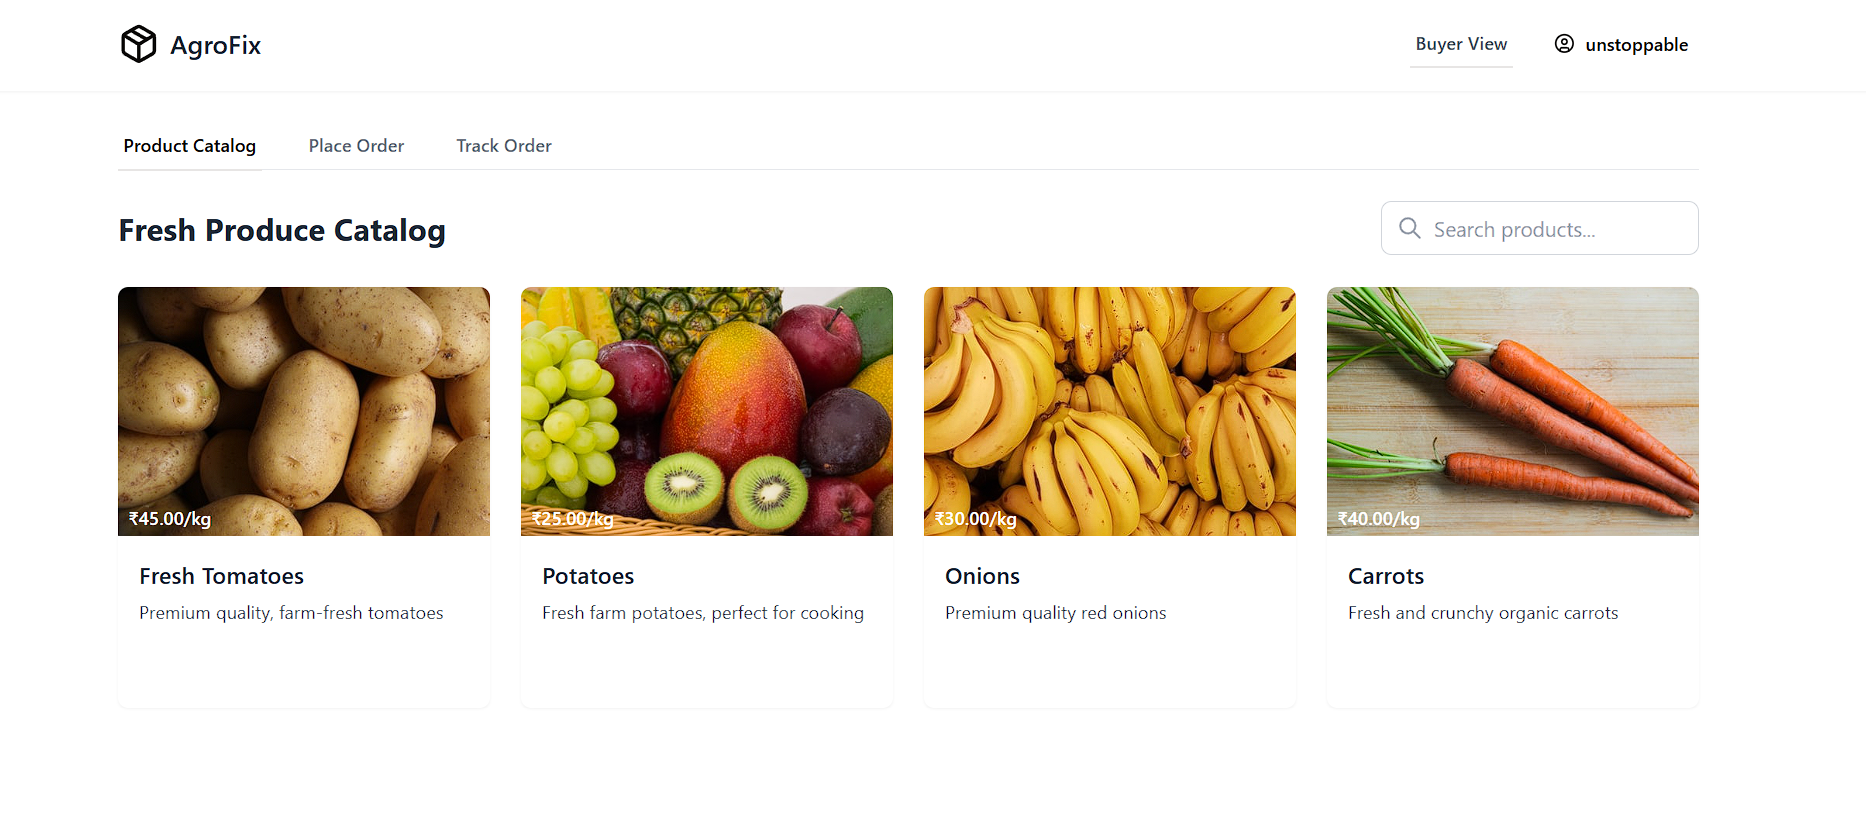 AgroFix
Buyer View
unstoppable
Product Catalog
Place Order
Track Order
Fresh Produce Catalog
Search products...
₹45.00/kg
₹25.00/kg
₹30.00/kg
₹40.00/kg
Fresh Tomatoes
Potatoes
Onions
Carrots
Premium quality, farm-fresh tomatoes
Fresh farm potatoes, perfect for cooking
Premium quality red onions
Fresh and crunchy organic carrots